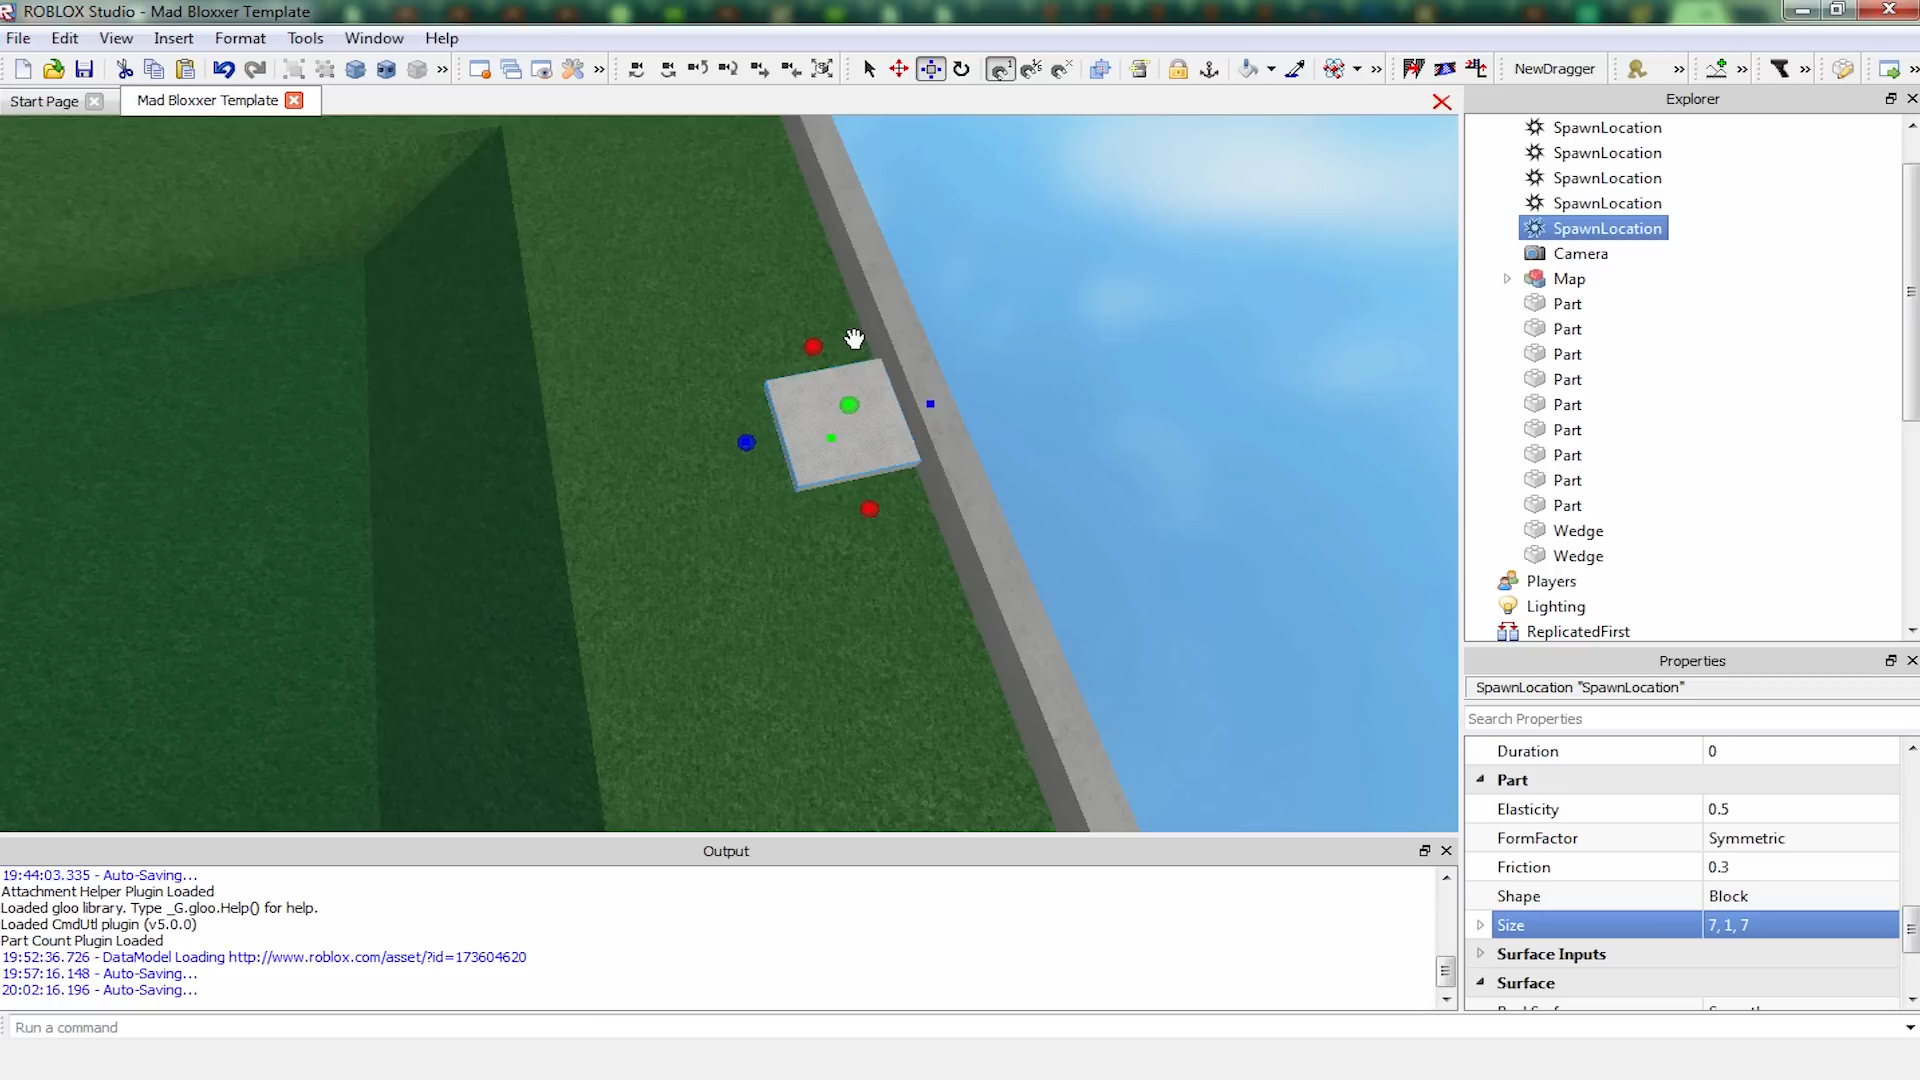 ROBLOX Studio - Mad Bloxxer Template
File Edit View Insert Format Tools Window Help
NewDragger
Start Page
Mad Bloxxer Template
Explorer
SpawnLocation
SpawnLocation
SpawnLocation
SpawnLocation
SpawnLocation
Camera
Map
Part
Part
Part
Part
Part
Part
Part
Part
Part
Wedge
Wedge
Players
Lighting
ReplicatedFirst
Properties
SpawnLocation "SpawnLocation"
Search Properties
Duration 0
Part
Elasticity 0.5
FormFactor Symmetric
Friction 0.3
Shape Block
Size 7, 1, 7
Surface Inputs
Surface
Output
19:44:03.335 - Auto-Saving...
Attachment Helper Plugin Loaded
Loaded gloo library. Type _G.gloo.Help() for help.
Loaded CmdUtl plugin (v5.0.0)
Part Count Plugin Loaded
19:52:36.726 - DataModel Loading http://www.roblox.com/asset/?id=173604620
19:57:16.148 - Auto-Saving...
20:02:16.196 - Auto-Saving...
Run a command